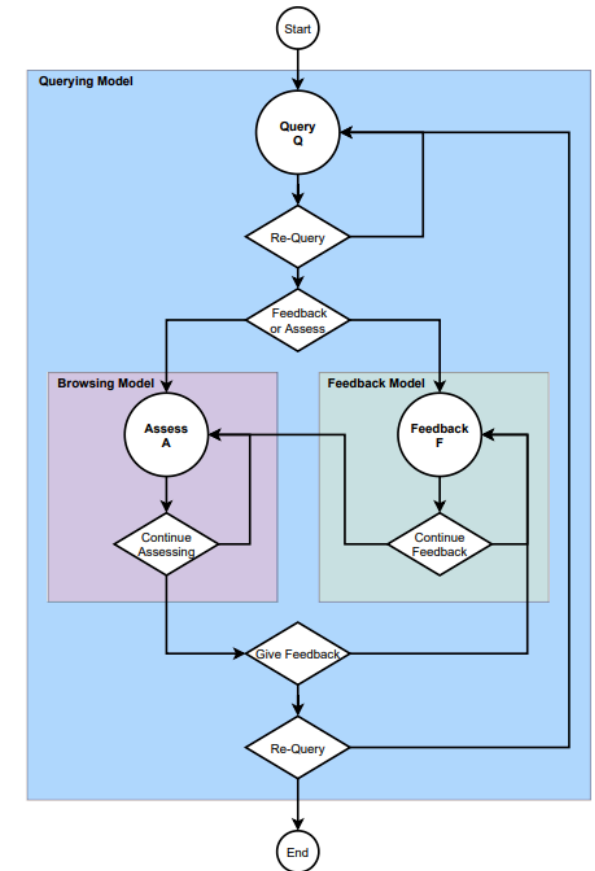 Start
Querying Model
Query
Q
Re-Query
Feedback
or Assess
Browsing Model
Feedback Model
Assess
A
Feedback
F
Continue
Assessing
Continue
Feedback
Give Feedback
Re-Query
End